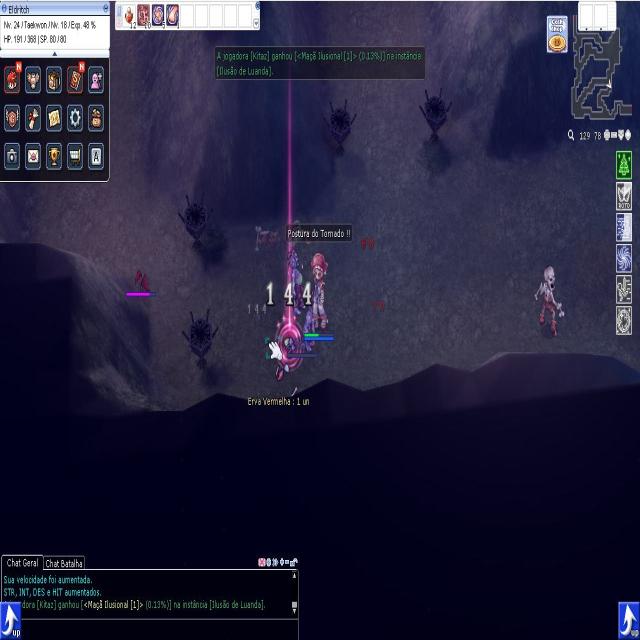 Eldritch
Nv. 24 / Taekwon / Nv. 18 / Exp. 48 %
HP. 191 / 368 | SP. 80 / 80
A jogadora [Kitaz] ganhou [<Maçã Ilusional [1]> (0.13%)] na instância
[Ilusão de Luanda].
129 78
Postura do Tornado !!
144
144
Erva Vermelha : 1 un
Chat Geral
Chat Batalha
Sua velocidade foi aumentada.
STR, INT, DES e HIT aumentados.
dora [Kitaz] ganhou [<Maçã Ilusional [1]> (0.13%)] na instância [Ilusão de Luanda].
up
up